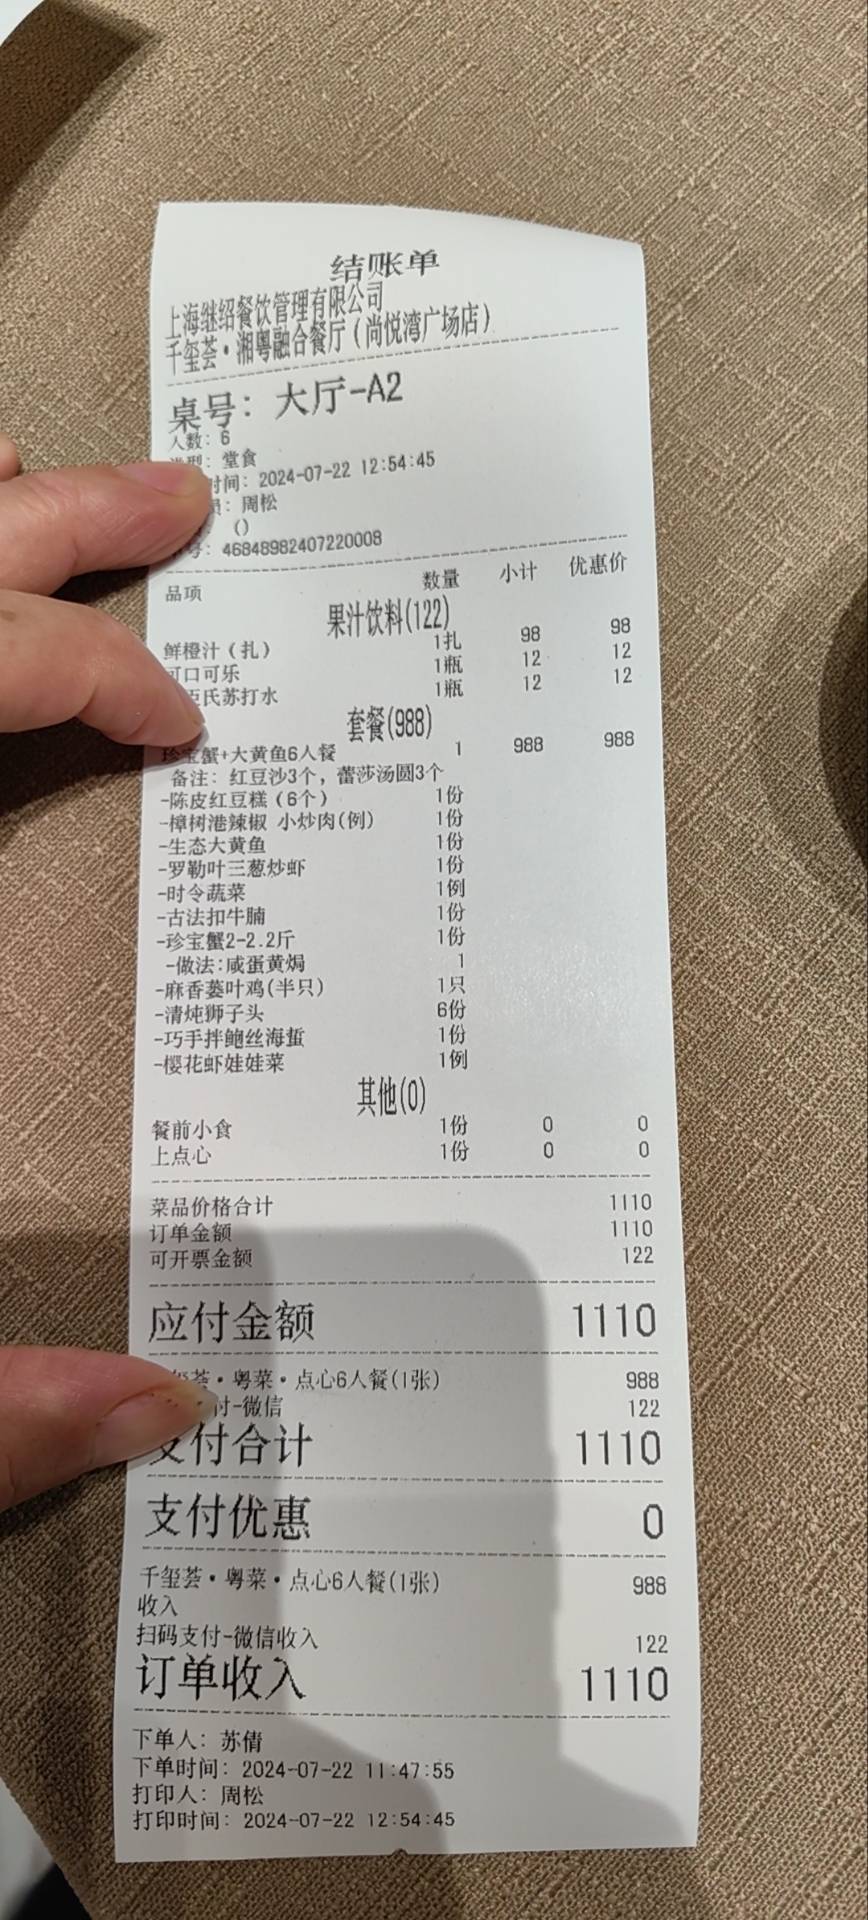 结账单
上海继绍餐饮管理有限公司
千玺荟·湘粤融合餐厅(尚悦湾广场店)
桌号: 大厅-A2
人数: 6
型: 堂食
时间: 2024-07-22 12:54:45
员: 周松
: ()
号: 46848982407220008
品项 数量 小计 优惠价
果汁饮料(122)
鲜橙汁(扎) 1扎 98 98
可口可乐 1瓶 12 12
臣氏苏打水 1瓶 12 12
套餐(988)
珍宝蟹+大黄鱼6人餐 1 988 988
备注: 红豆沙3个, 蕾莎汤圆3个
-陈皮红豆糕(6个) 1份
-樟树港辣椒 小炒肉(例) 1份
-生态大黄鱼 1份
-罗勒叶三葱炒虾 1份
-时令蔬菜 1例
-古法扣牛腩 1份
-珍宝蟹2-2.2斤 1份
-做法:咸蛋黄焗 1
-麻香蒌叶鸡(半只) 1只
-清炖狮子头 6份
-巧手拌鲍丝海蜇 1份
-樱花虾娃娃菜 1例
其他(0)
餐前小食 1份 0 0
上点心 1份 0 0
菜品价格合计 1110
订单金额 1110
可开票金额 122
应付金额 1110
玺荟·粤菜·点心6人餐(1张) 988
付-微信 122
支付合计 1110
支付优惠 0
千玺荟·粤菜·点心6人餐(1张) 988
收入
扫码支付-微信收入 122
订单收入 1110
下单人: 苏倩
下单时间: 2024-07-22 11:47:55
打印人: 周松
打印时间: 2024-07-22 12:54:45